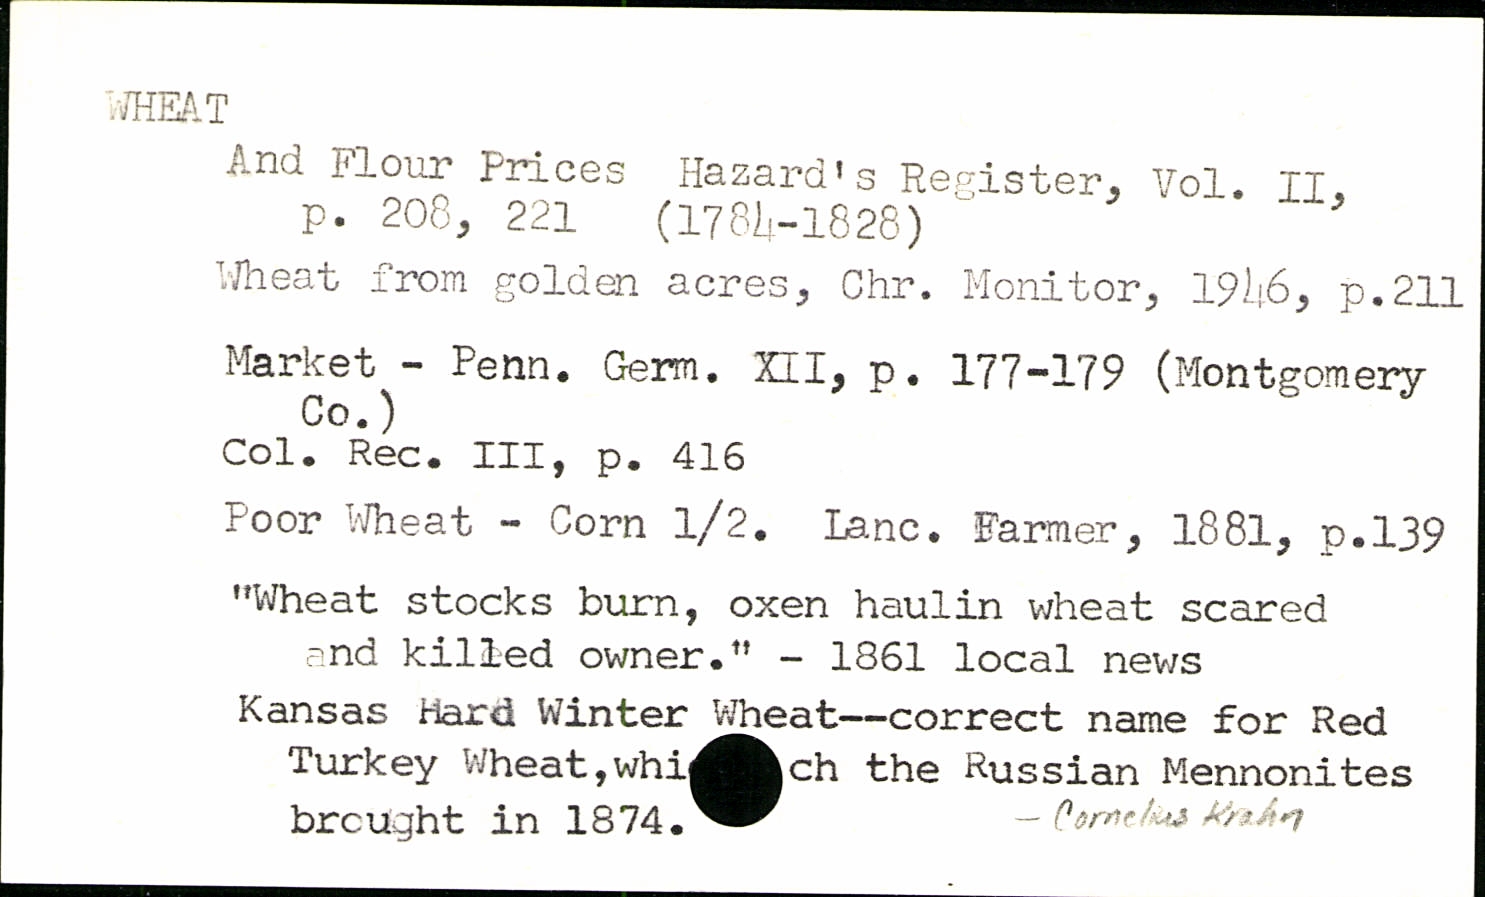 WHEAT
And Flour Prices Hazard's Register, Vol. II,
p. 208, 221 (1784-1828)
Wheat from golden acres, Chr. Monitor, 1946, p.211
Market - Penn. Germ. XII, p. 177-179 (Montgomery
Co.)
Col. Rec. III, p. 416
Poor Wheat - Corn 1/2. Lanc. Farmer, 1881, p.139
"Wheat stocks burn, oxen haulin wheat scared
and killed owner." - 1861 local news
Kansas Hard Winter Wheat--correct name for Red
Turkey Wheat,whi ch the Russian Mennonites
brought in 1874. - Cornelius Krahn